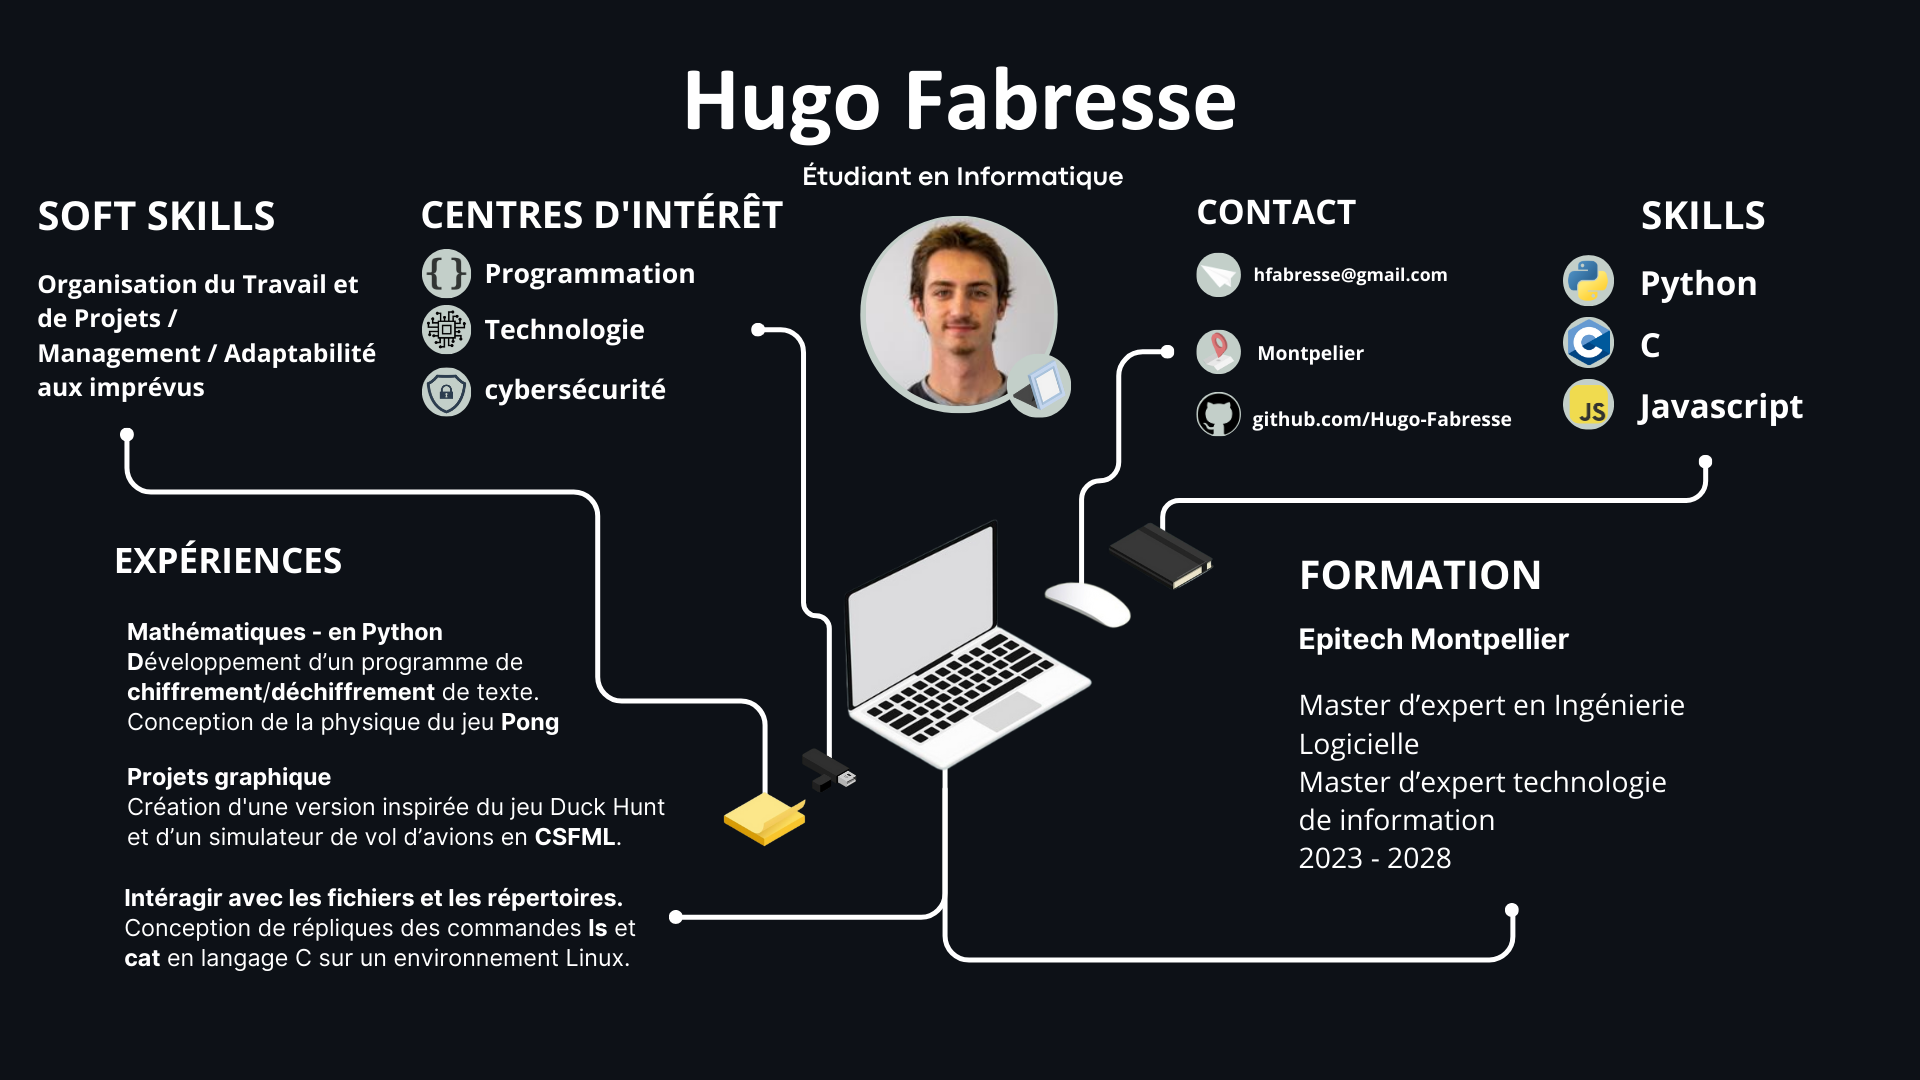 Hugo Fabresse
Étudiant en Informatique
SOFT SKILLS
Organisation du Travail et
de Projets /
Management / Adaptabilité
aux imprévus
CENTRES D'INTÉRÊT
{ }
Programmation
Technologie
cybersécurité
CONTACT
hfabresse@gmail.com
Montpelier
github.com/Hugo-Fabresse
SKILLS
Python
C
C
JS
Javascript
EXPÉRIENCES
Mathématiques - en Python
Développement d’un programme de
chiffrement/déchiffrement de texte.
Conception de la physique du jeu Pong
Projets graphique
Création d'une version inspirée du jeu Duck Hunt
et d’un simulateur de vol d’avions en CSFML.
Intéragir avec les fichiers et les répertoires.
Conception de répliques des commandes ls et
cat en langage C sur un environnement Linux.
FORMATION
Epitech Montpellier
Master d’expert en Ingénierie
Logicielle
Master d’expert technologie
de information
2023 - 2028